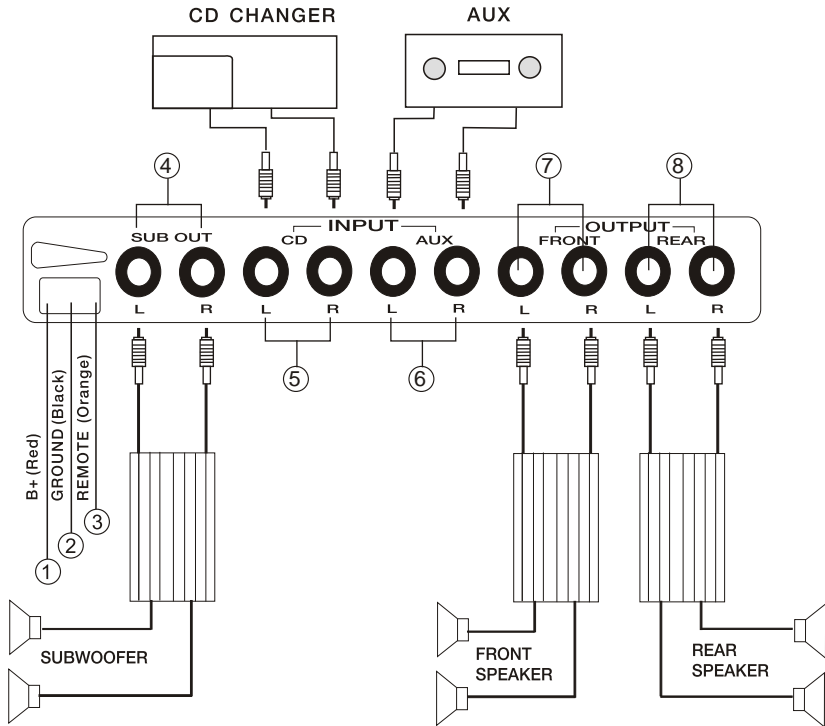 CD CHANGER
AUX
④
⑦
⑧
SUB OUT
INPUT
CD
AUX
OUTPUT
FRONT
REAR
L
R
L
R
L
R
L
R
L
R
⑤
⑥
B+ (Red)
GROUND (Black)
REMOTE (Orange)
③
②
①
SUBWOOFER
FRONT
SPEAKER
REAR
SPEAKER